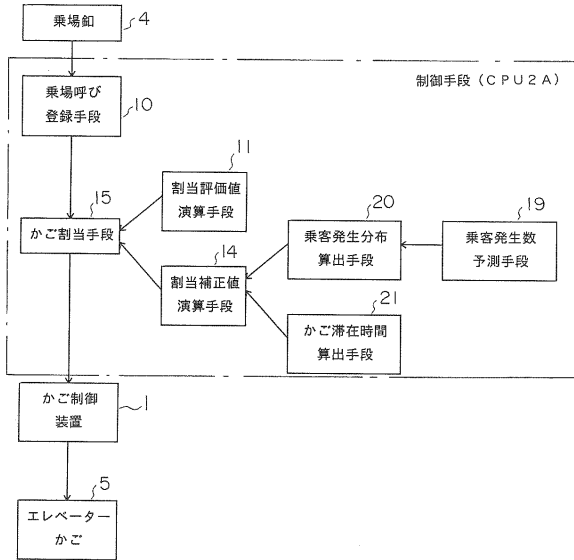 乗場釦
4
制御手段(CPU2A)
乗場呼び
登録手段
10
11
割当評価値
演算手段
15
かご割当手段
20
乗客発生分布
算出手段
19
乗客発生数
予測手段
14
割当補正値
演算手段
21
かご滞在時間
算出手段
かご制御
装置
1
5
エレベーター
かご